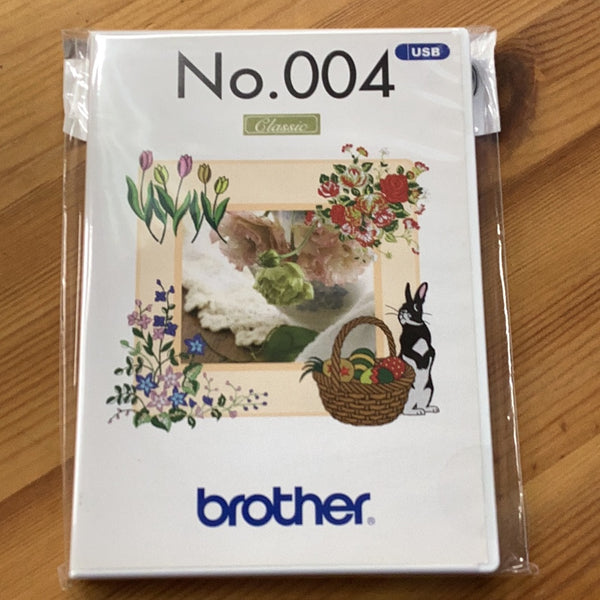 No.004
USB
Classic
brother®